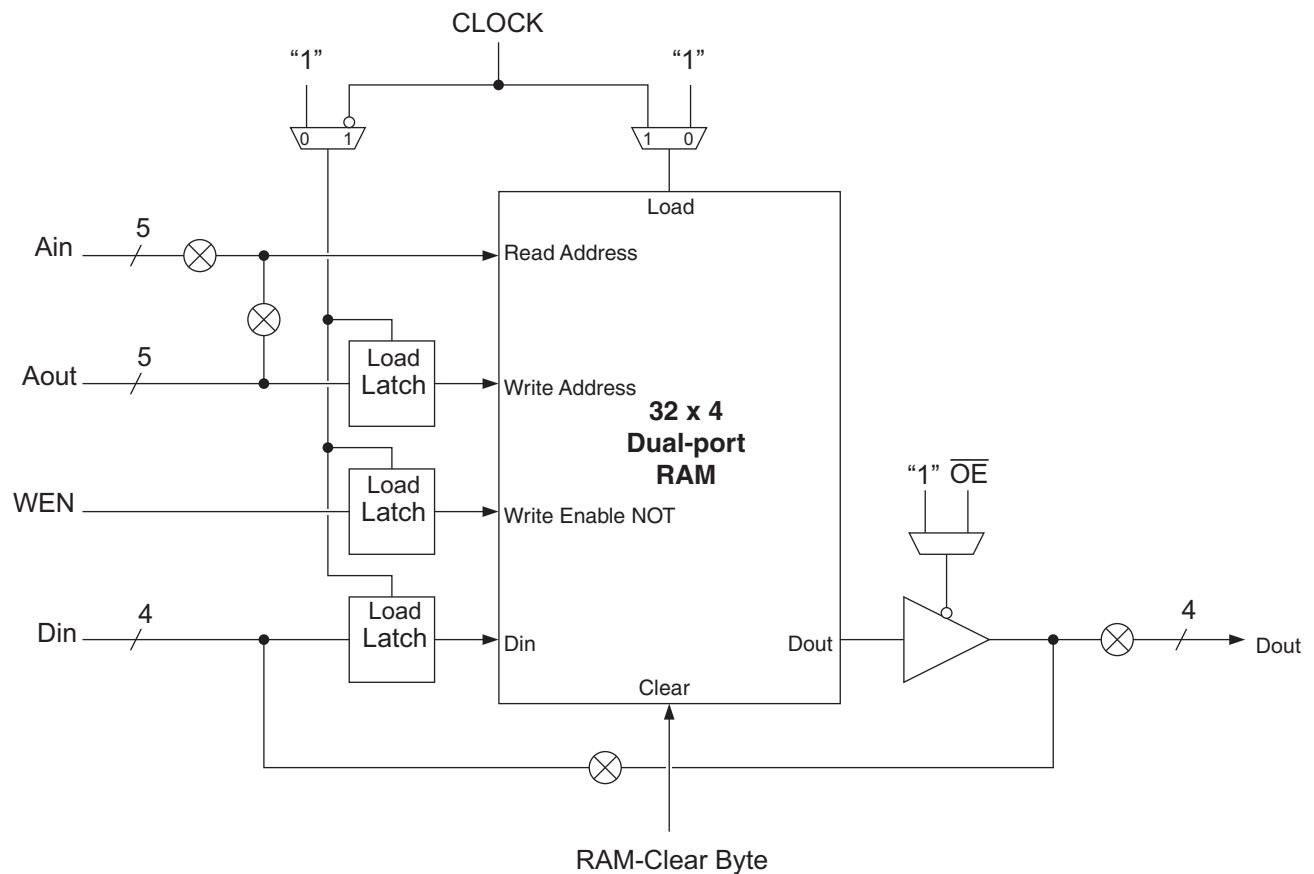 CLOCK
“1”
“1”
0
1
1
0
Load
Ain
5
Read Address
Aout
5
Load
Latch
Write Address
32 x 4
Dual-port
RAM
WEN
Load
Latch
Write Enable NOT
“1”
OE
Din
4
Load
Latch
Din
Dout
4
Dout
Clear
RAM-Clear Byte